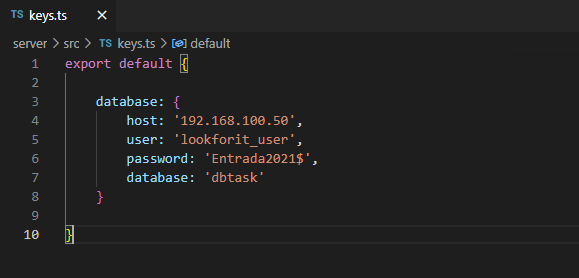 TS keys.ts ×
server > src > TS keys.ts > default
1 export default {
2
3 database: {
4 host: '192.168.100.50',
5 user: 'lookforit_user',
6 password: 'Entrada2021$',
7 database: 'dbtask'
8 }
9
10 }